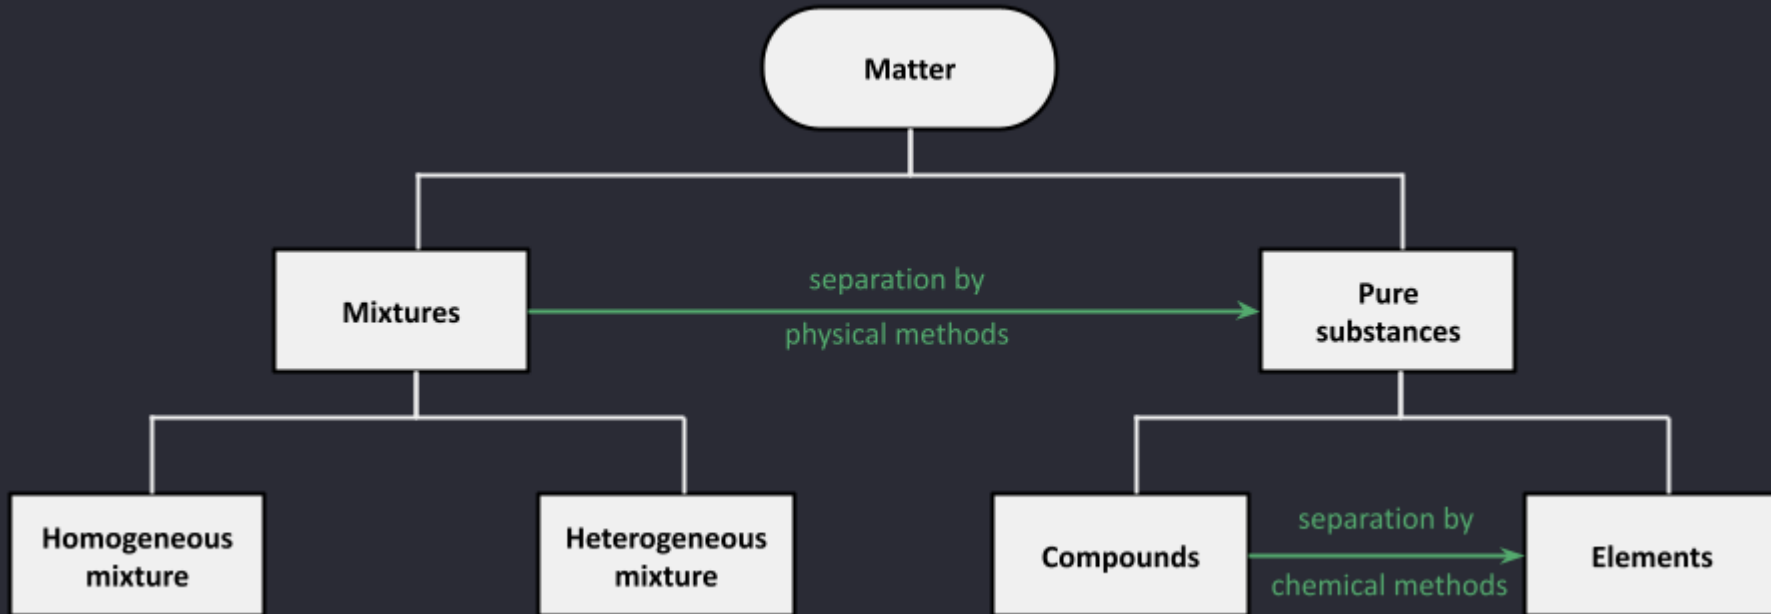 Matter
Mixtures
separation by
physical methods
Pure
substances
Homogeneous
mixture
Heterogeneous
mixture
Compounds
separation by
chemical methods
Elements